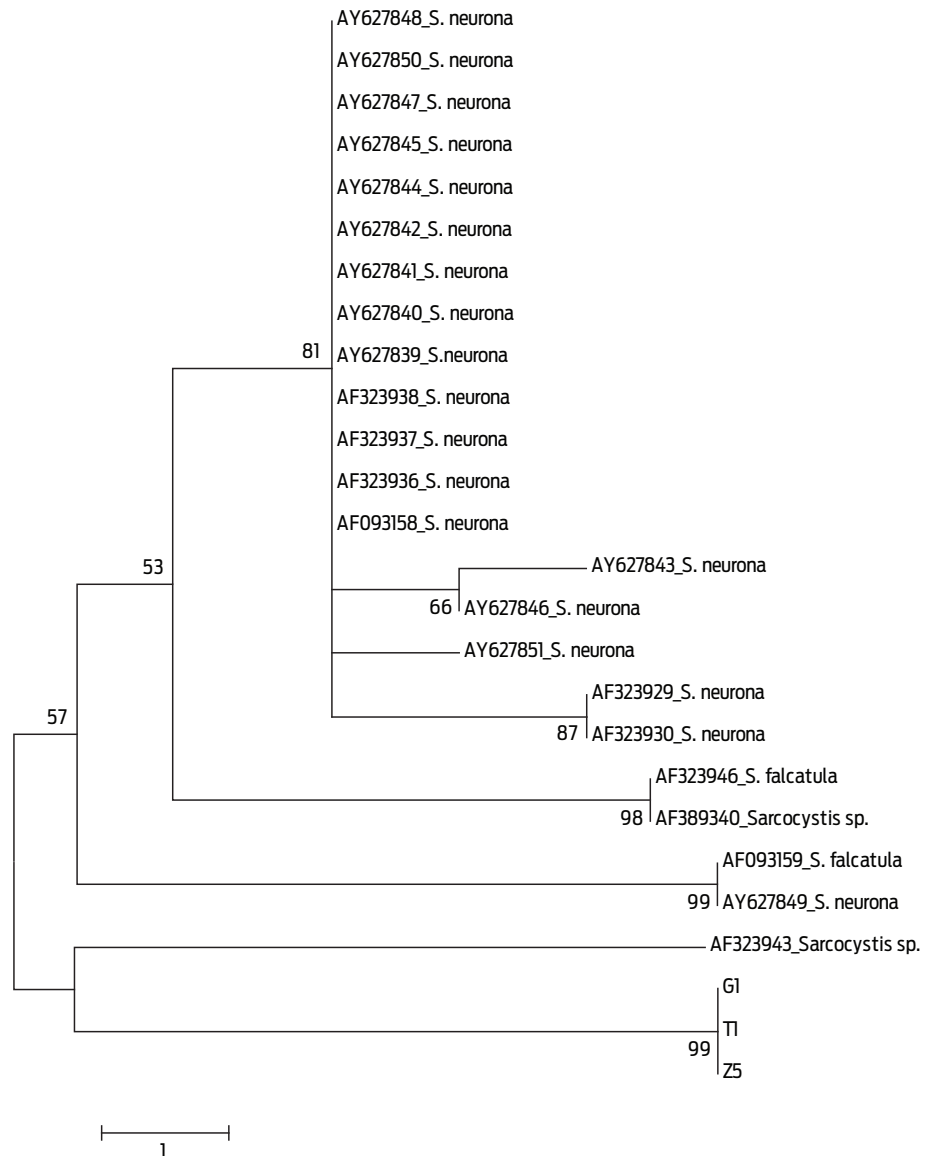 AY627848_S. neurona
AY627850_S. neurona
AY627847_S. neurona
AY627845_S. neurona
AY627844_S. neurona
AY627842_S. neurona
AY627841_S. neurona
AY627840_S. neurona
81
AY627839_S.neurona
AF323938_S. neurona
AF323937_S. neurona
AF323936_S. neurona
AF093158_S. neurona
53
AY627843_S. neurona
66
AY627846_S. neurona
AY627851_S. neurona
AF323929_S. neurona
57
87
AF323930_S. neurona
AF323946_S. falcatula
98
AF389340_Sarcocystis sp.
AF093159_S. falcatula
99
AY627849_S. neurona
AF323943_Sarcocystis sp.
G1
T1
99
Z5
1